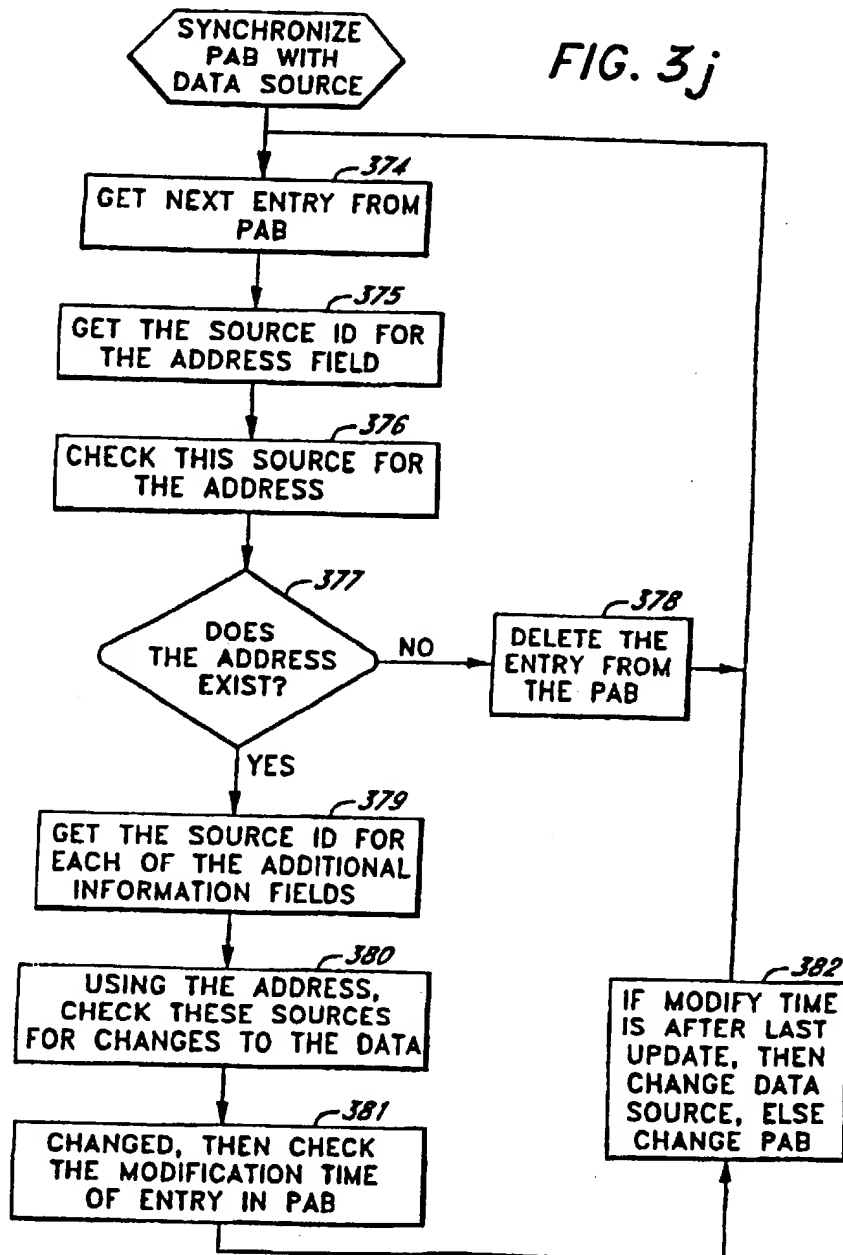 SYNCHRONIZE
PAB WITH
DATA SOURCE
FIG. 3j
374
GET NEXT ENTRY FROM
PAB
375
GET THE SOURCE ID FOR
THE ADDRESS FIELD
376
CHECK THIS SOURCE FOR
THE ADDRESS
377
DOES
THE ADDRESS
EXIST?
NO
378
DELETE THE
ENTRY FROM
THE PAB
YES
379
GET THE SOURCE ID FOR
EACH OF THE ADDITIONAL
INFORMATION FIELDS
380
USING THE ADDRESS,
CHECK THESE SOURCES
FOR CHANGES TO THE DATA
381
CHANGED, THEN CHECK
THE MODIFICATION TIME
OF ENTRY IN PAB
382
IF MODIFY TIME
IS AFTER LAST
UPDATE, THEN
CHANGE DATA
SOURCE, ELSE
CHANGE PAB